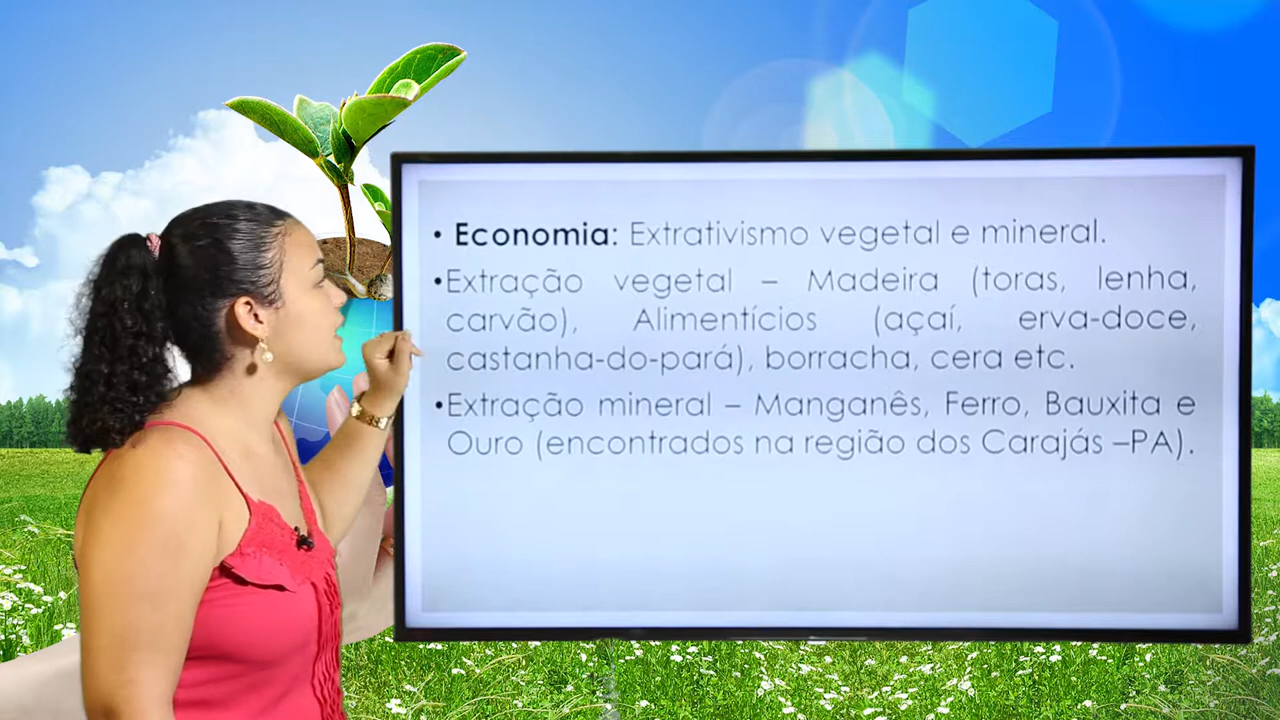 • Economia: Extrativismo vegetal e mineral.
•Extração vegetal – Madeira (toras, lenha,
carvão), Alimentícios (açaí, erva-doce,
castanha-do-pará), borracha, cera etc.
•Extração mineral – Manganês, Ferro, Bauxita e
Ouro (encontrados na região dos Carajás –PA).